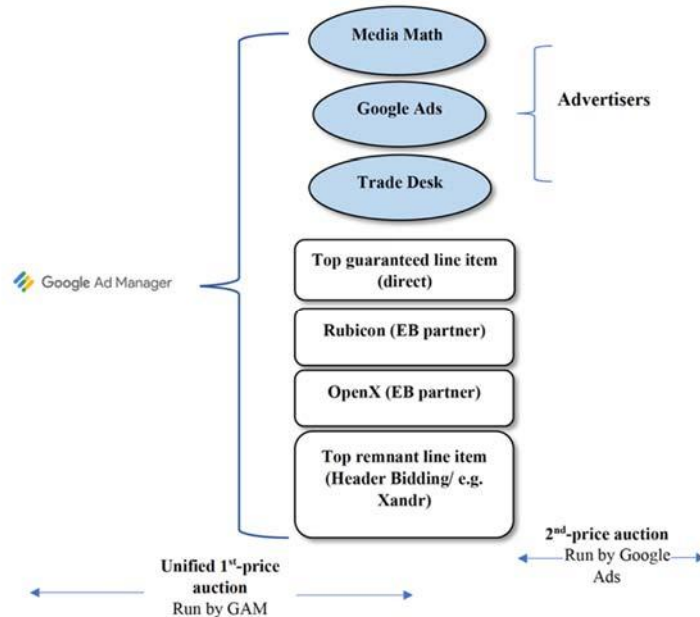 Media Math
Google Ads
Advertisers
Trade Desk
Top guaranteed line item
(direct)
Google Ad Manager
Rubicon (EB partner)
OpenX (EB partner)
Top remnant line item
(Header Bidding/ e.g.
Xandr)
Unified 1st-price
auction
Run by GAM
2nd-price auction
Run by Google
Ads